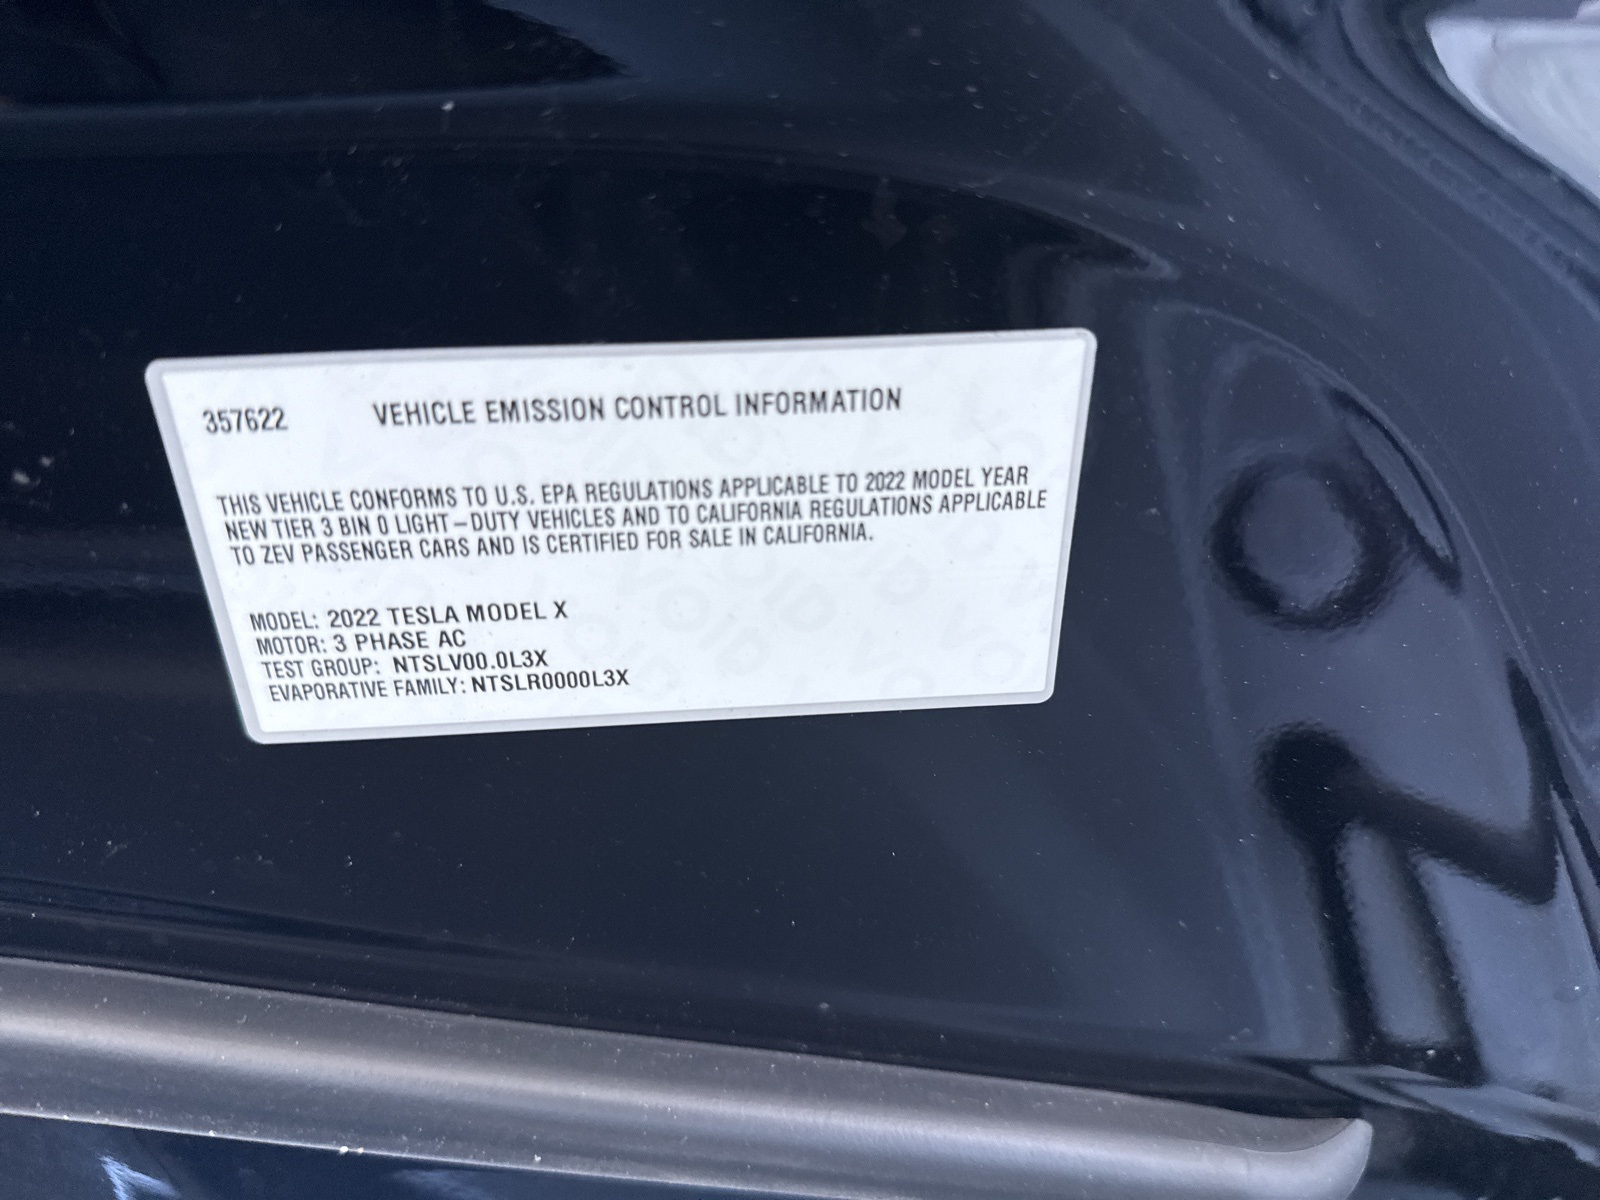 357622 VEHICLE EMISSION CONTROL INFORMATION
THIS VEHICLE CONFORMS TO U.S. EPA REGULATIONS APPLICABLE TO 2022 MODEL YEAR
NEW TIER 3 BIN 0 LIGHT-DUTY VEHICLES AND TO CALIFORNIA REGULATIONS APPLICABLE
TO ZEV PASSENGER CARS AND IS CERTIFIED FOR SALE IN CALIFORNIA.
MODEL: 2022 TESLA MODEL X
MOTOR: 3 PHASE AC
TEST GROUP: NTSLV00.0L3X
EVAPORATIVE FAMILY: NTSLR0000L3X